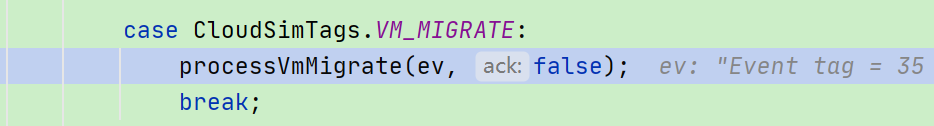 case CloudSimTags.VM_MIGRATE:
processVmMigrate(ev, ack: false); ev: "Event tag = 35
break;